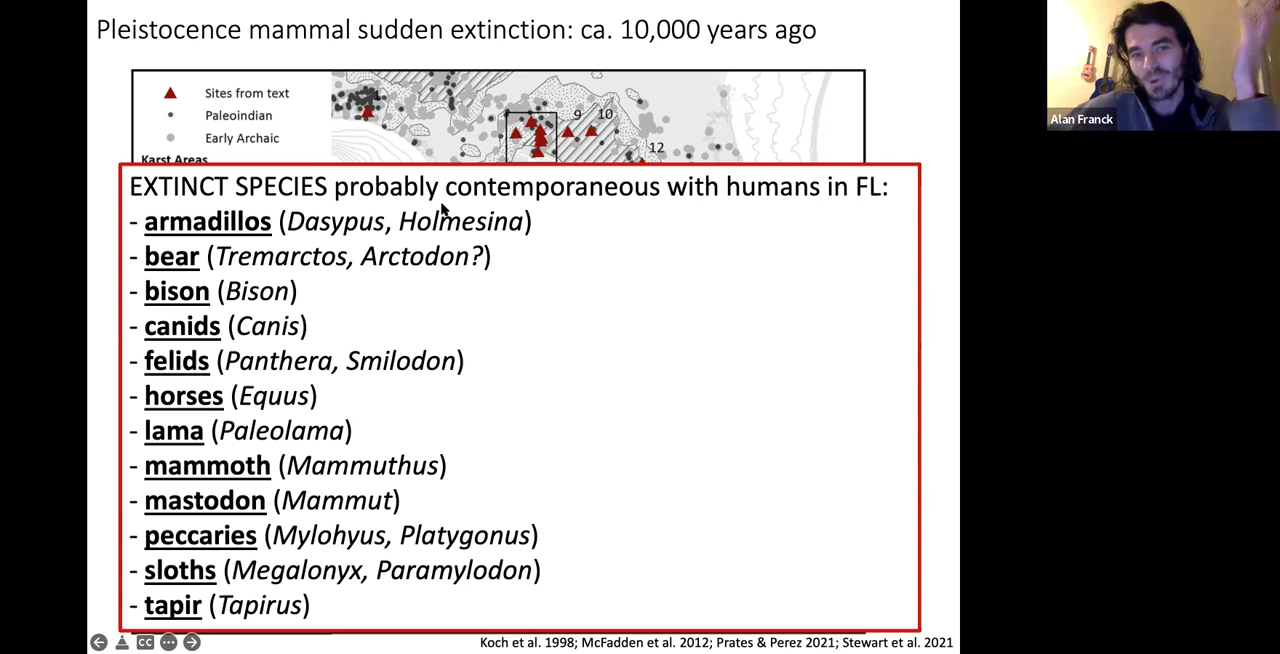 Pleistocence mammal sudden extinction: ca. 10,000 years ago
Alan Franck
Sites from text
Paleoindian
Early Archaic
Karst Areas
9 10
12
EXTINCT SPECIES probably contemporaneous with humans in FL:
- armadillos (Dasypus, Holmesina)
- bear (Tremarctos, Arctodon?)
- bison (Bison)
- canids (Canis)
- felids (Panthera, Smilodon)
- horses (Equus)
- lama (Paleolama)
- mammoth (Mammuthus)
- mastodon (Mammut)
- peccaries (Mylohyus, Platygonus)
- sloths (Megalonyx, Paramylodon)
- tapir (Tapirus)
CC
Koch et al. 1998; McFadden et al. 2012; Prates & Perez 2021; Stewart et al. 2021